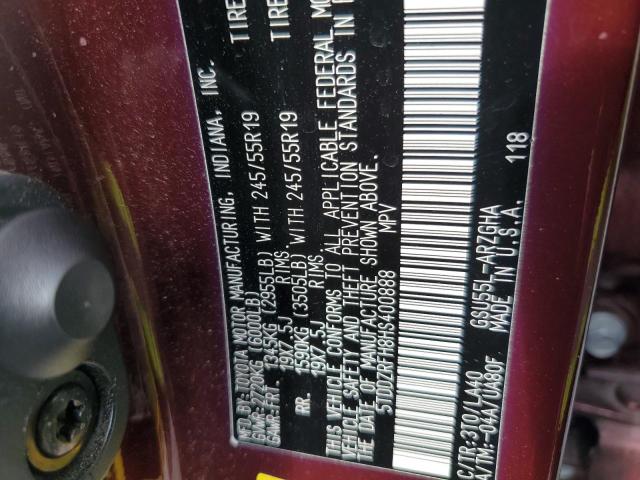 MFD.BY:TOYOTA MOTOR MANUFACTURING, INDIANA, INC.
GVWR:2720KG (6000LB)
GAWR:FRT. 1345KG (2955LB) WITH 245/55R19 TIRE
19X7.5J RIMS.
RR. 1590KG (3505LB) WITH 245/55R19 TIRE
19X7.5J RIMS
THIS VEHICLE CONFORMS TO ALL APPLICABLE FEDERAL MO
VEHICLE SAFETY AND THEFT PREVENTION STANDARDS IN
DATE OF MANUFACTURE SHOWN ABOVE.
5TDDZRFH8HS400888 MPV
118
C/TR:3T0/LA40 GSU55L-ARZGHA
A/TM:-04A/UA80F MADE IN U.S.A.